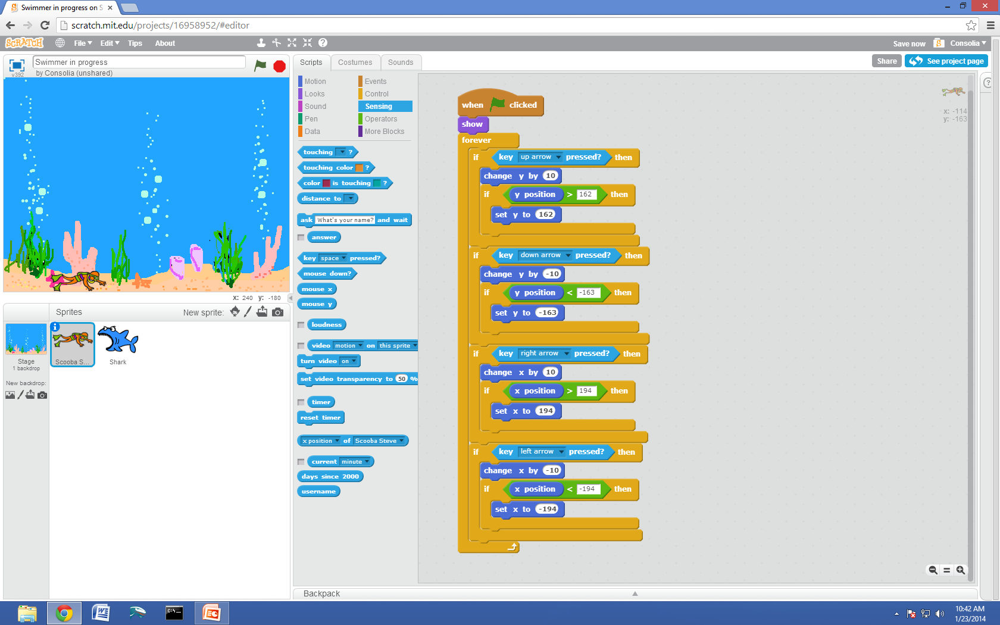 Swimmer in progress on S
scratch.mit.edu/projects/16958952/#editor
SCRATCH File Edit Tips About Save now Consolia
Swimmer in progress
by Consolia (unshared)
v392
Scripts Costumes Sounds
Share See project page
Motion Events
Looks Control
Sound Sensing
Pen Operators
Data More Blocks
touching ?
touching color ?
color is touching ?
distance to
ask What's your name? and wait
answer
key space pressed?
mouse down?
mouse x
mouse y
loudness
video motion on this sprite
turn video on
set video transparency to 50 %
timer
reset timer
x position of Scooba Steve
current minute
days since 2000
username
when clicked
show
forever
if key up arrow pressed? then
change y by 10
if y position > 162 then
set y to 162
if key down arrow pressed? then
change y by -10
if y position < -163 then
set y to -163
if key right arrow pressed? then
change x by 10
if x position > 194 then
set x to 194
if key left arrow pressed? then
change x by -10
if x position < -194 then
set x to -194
x: -114
y: -163
?
x: 240 y: -180
Sprites New sprite:
Stage
1 backdrop
New backdrop:
Scooba S...
Shark
Backpack
C:\_
10:42 AM
1/23/2014